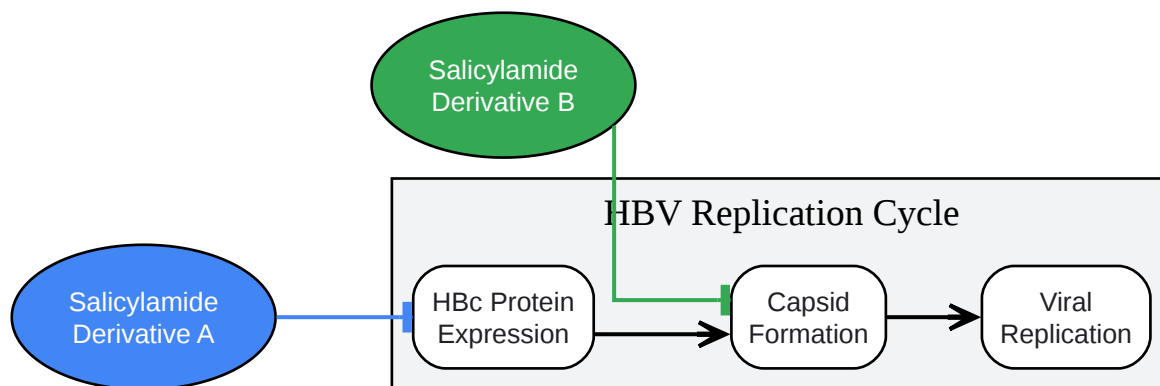 Salicylamide
Derivative B
HBV Replication Cycle
Salicylamide
Derivative A
HBc Protein
Expression
Capsid
Formation
Viral
Replication